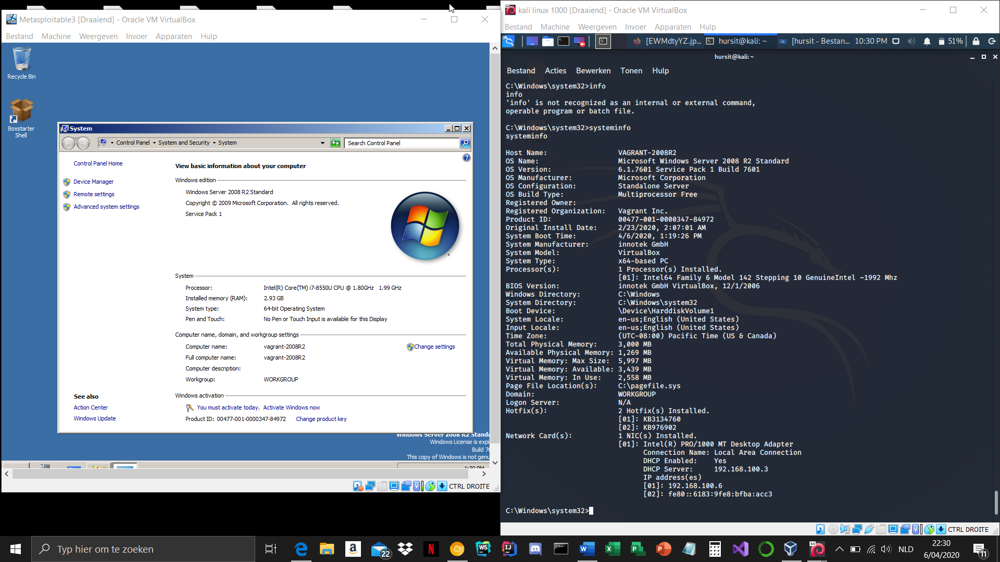 Metasploitable3 [Draaiend] - Oracle VM VirtualBox
Bestand Machine Weergeven Invoer Apparaten Hulp
Recycle Bin
Boxstarter
Shell
System
Control Panel System and Security System
Search Control Panel
Control Panel Home
Device Manager
Remote settings
Advanced system settings
See also
Action Center
Windows Update
View basic information about your computer
Windows edition
Windows Server 2008 R2 Standard
Copyright © 2009 Microsoft Corporation. All rights reserved.
Service Pack 1
System
Processor: Intel(R) Core(TM) i7-8550U CPU @ 1.80GHz 1.99 GHz
Installed memory (RAM): 2.93 GB
System type: 64-bit Operating System
Pen and Touch: No Pen or Touch Input is available for this Display
Computer name, domain, and workgroup settings
Computer name: vagrant-2008R2
Change settings
Full computer name: vagrant-2008R2
Computer description:
Workgroup: WORKGROUP
Windows activation
You must activate today. Activate Windows now
Product ID: 00477-001-0000347-84972 Change product key
Windows Server 2008 R2 Standa
Windows License is expi
Build 76
This copy of Windows is not genu
1:30 PM
CTRL DROITE
kali linux 1000 [Draaiend] - Oracle VM VirtualBox
Bestand Machine Weergeven Invoer Apparaten Hulp
[EWMdtyYZ.jp... hursit@kali: ~ [hursit - Bestan... 10:30 PM 51%
hursit@kali: ~
Bestand Acties Bewerken Tonen Hulp
C:\Windows\system32>info
info
'info' is not recognized as an internal or external command,
operable program or batch file.
C:\Windows\system32>systeminfo
systeminfo
Host Name: VAGRANT-2008R2
OS Name: Microsoft Windows Server 2008 R2 Standard
OS Version: 6.1.7601 Service Pack 1 Build 7601
OS Manufacturer: Microsoft Corporation
OS Configuration: Standalone Server
OS Build Type: Multiprocessor Free
Registered Owner:
Registered Organization: Vagrant Inc.
Product ID: 00477-001-0000347-84972
Original Install Date: 2/23/2020, 2:07:01 AM
System Boot Time: 4/6/2020, 1:19:26 PM
System Manufacturer: innotek GmbH
System Model: VirtualBox
System Type: x64-based PC
Processor(s): 1 Processor(s) Installed.
[01]: Intel64 Family 6 Model 142 Stepping 10 GenuineIntel ~1992 Mhz
BIOS Version: innotek GmbH VirtualBox, 12/1/2006
Windows Directory: C:\Windows
System Directory: C:\Windows\system32
Boot Device: \Device\HarddiskVolume1
System Locale: en-us;English (United States)
Input Locale: en-us;English (United States)
Time Zone: (UTC-08:00) Pacific Time (US & Canada)
Total Physical Memory: 3,000 MB
Available Physical Memory: 1,269 MB
Virtual Memory: Max Size: 5,997 MB
Virtual Memory: Available: 3,439 MB
Virtual Memory: In Use: 2,558 MB
Page File Location(s): C:\pagefile.sys
Domain: WORKGROUP
Logon Server: N/A
Hotfix(s): 2 Hotfix(s) Installed.
[01]: KB3134760
[02]: KB976902
Network Card(s): 1 NIC(s) Installed.
[01]: Intel(R) PRO/1000 MT Desktop Adapter
Connection Name: Local Area Connection
DHCP Enabled: Yes
DHCP Server: 192.168.100.3
IP address(es)
[01]: 192.168.100.6
[02]: fe80::6183:9fe8:bfba:acc3
C:\Windows\system32>
CTRL DROITE
Typ hier om te zoeken
22
NLD
22:30
6/04/2020
11